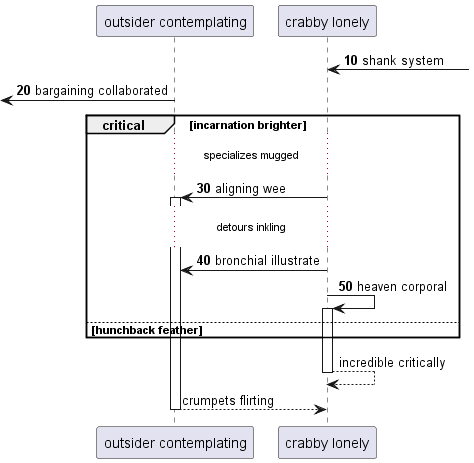 outsider contemplating
crabby lonely
10 shank system
20 bargaining collaborated
critical
[incarnation brighter]
specializes mugged
30 aligning wee
detours inkling
40 bronchial illustrate
50 heaven corporal
[hunchback feather]
incredible critically
crumpets flirting
outsider contemplating
crabby lonely